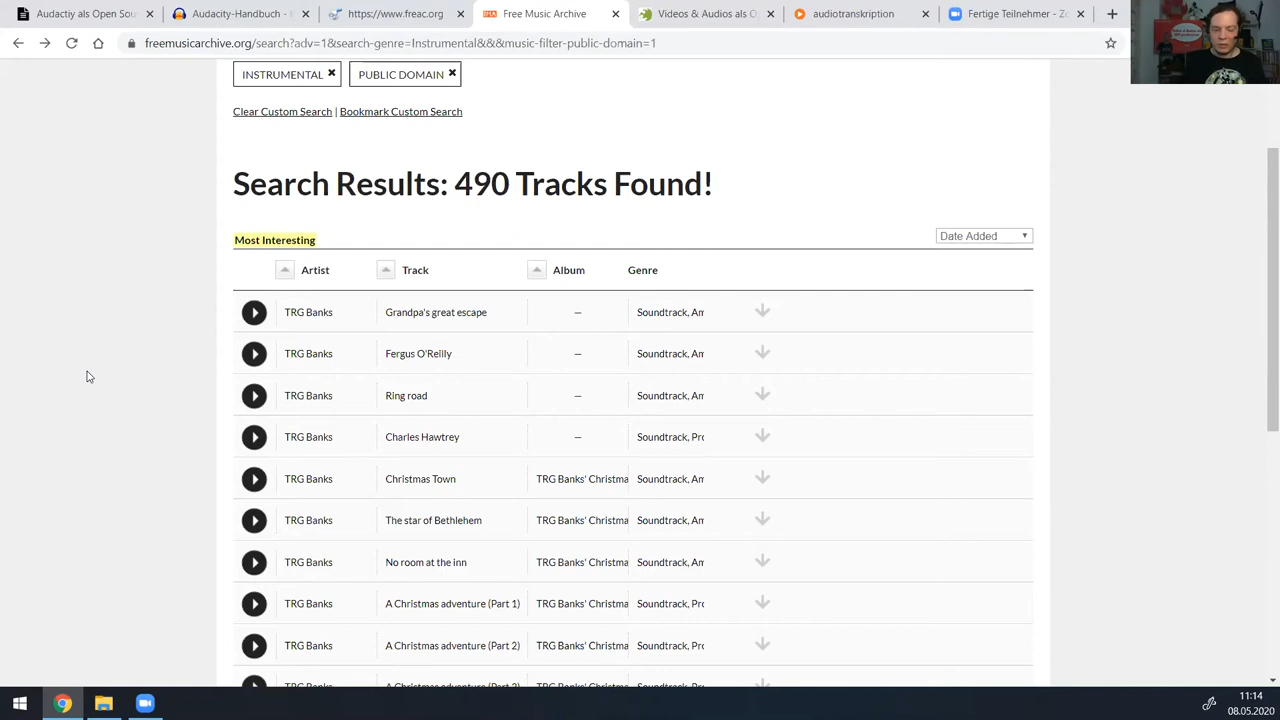 Audactiy als Open Sou
Audacity-Handbuch -
https://www.freac.org
Free Music Archive
Videos & Audios als O
audiotranskription
Fertige Teilnehmer - Zo
freemusicarchive.org/search?adv=1&search-genre=Instrumental&&&music-filter-public-domain=1
INSTRUMENTAL
PUBLIC DOMAIN
Clear Custom Search | Bookmark Custom Search
Search Results: 490 Tracks Found!
Most Interesting
Date Added
Artist Track Album Genre
TRG Banks Grandpa's great escape — Soundtrack, Am
TRG Banks Fergus O'Reilly — Soundtrack, Am
TRG Banks Ring road — Soundtrack, Am
TRG Banks Charles Hawtrey — Soundtrack, Pro
TRG Banks Christmas Town TRG Banks' Christma Soundtrack, Am
TRG Banks The star of Bethlehem TRG Banks' Christma Soundtrack, Am
TRG Banks No room at the inn TRG Banks' Christma Soundtrack, Am
TRG Banks A Christmas adventure (Part 1) TRG Banks' Christma Soundtrack, Pro
TRG Banks A Christmas adventure (Part 2) TRG Banks' Christma Soundtrack, Pro
11:14
08.05.2020